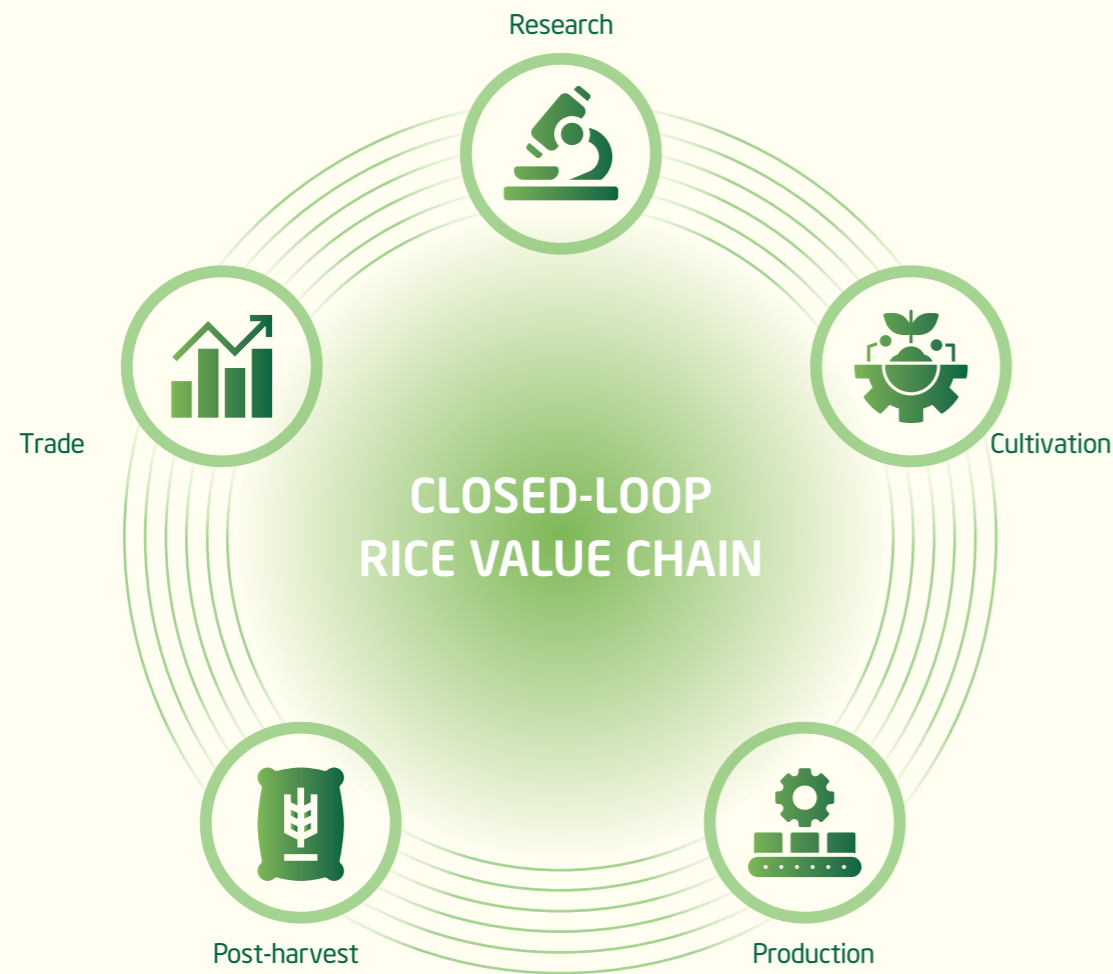 Research
Cultivation
Trade
CLOSED-LOOP
RICE VALUE CHAIN
Post-harvest
Production